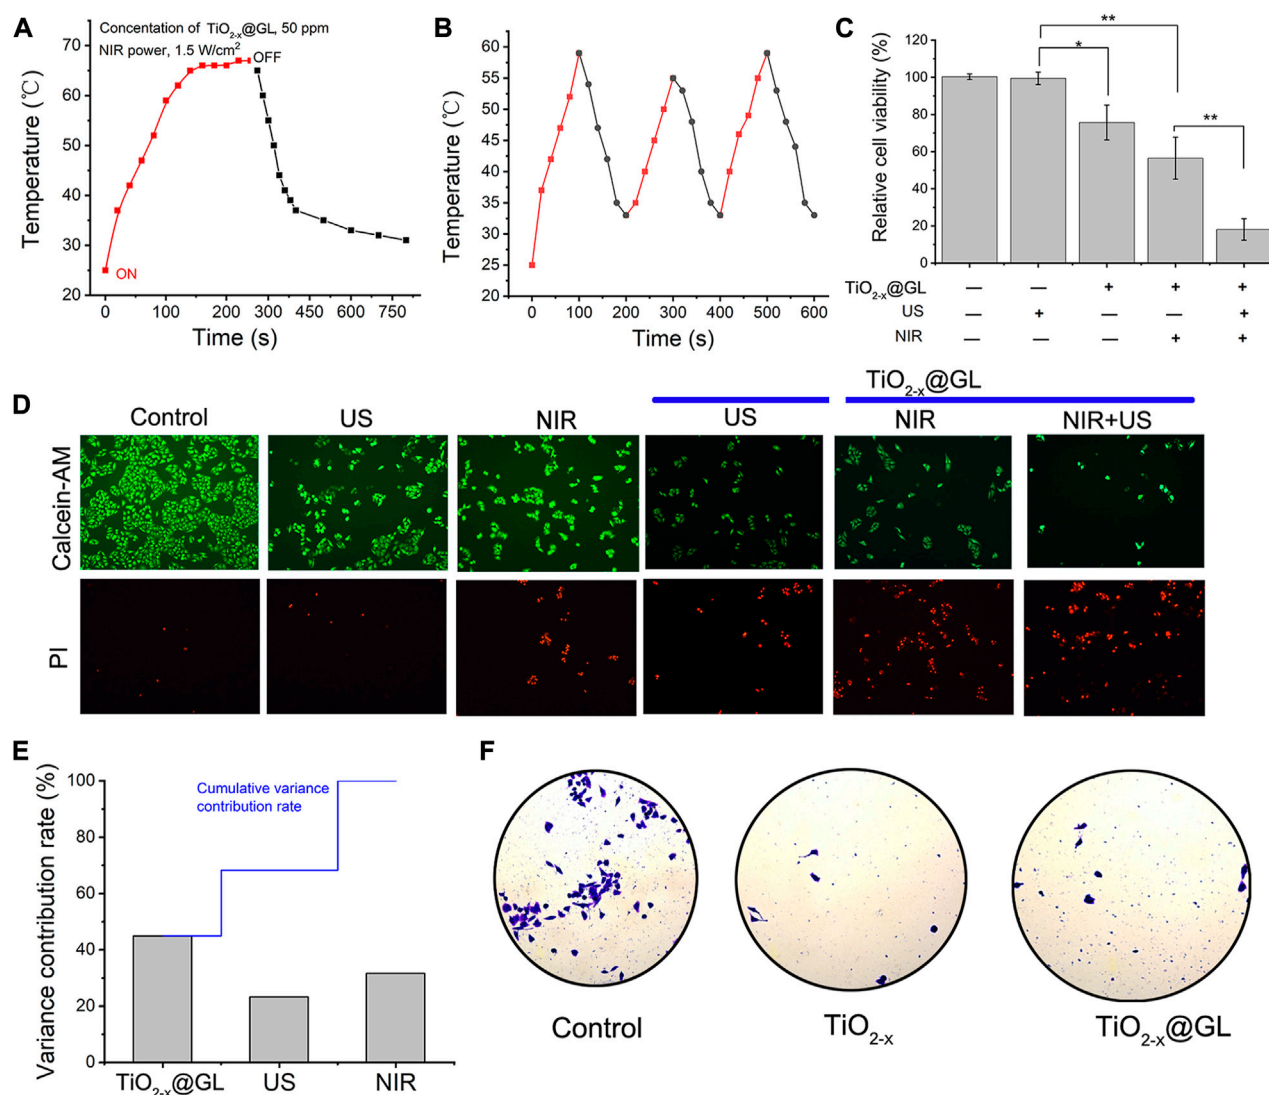 A
Concentation of TiO2-x@GL, 50 ppm
NIR power, 1.5 W/cm²
OFF
ON
Temperature (℃)
70
60
50
40
30
20
0
100
200
300
450
600
750
Time (s)
B
Temperature (℃)
60
55
50
45
40
35
30
25
20
0
100
200
300
400
500
600
Time (s)
C
Relative cell viability (%)
120
100
80
60
40
20
0
**
*
**
TiO2-x@GL — — + + +
US — + — — +
NIR — — — + +
D
TiO2-x@GL
Control US NIR US NIR NIR+US
Calcein-AM
PI
E
Variance contribution rate (%)
100
80
60
40
20
0
Cumulative variance
contribution rate
TiO2-x@GL US NIR
F
Control TiO2-x TiO2-x@GL